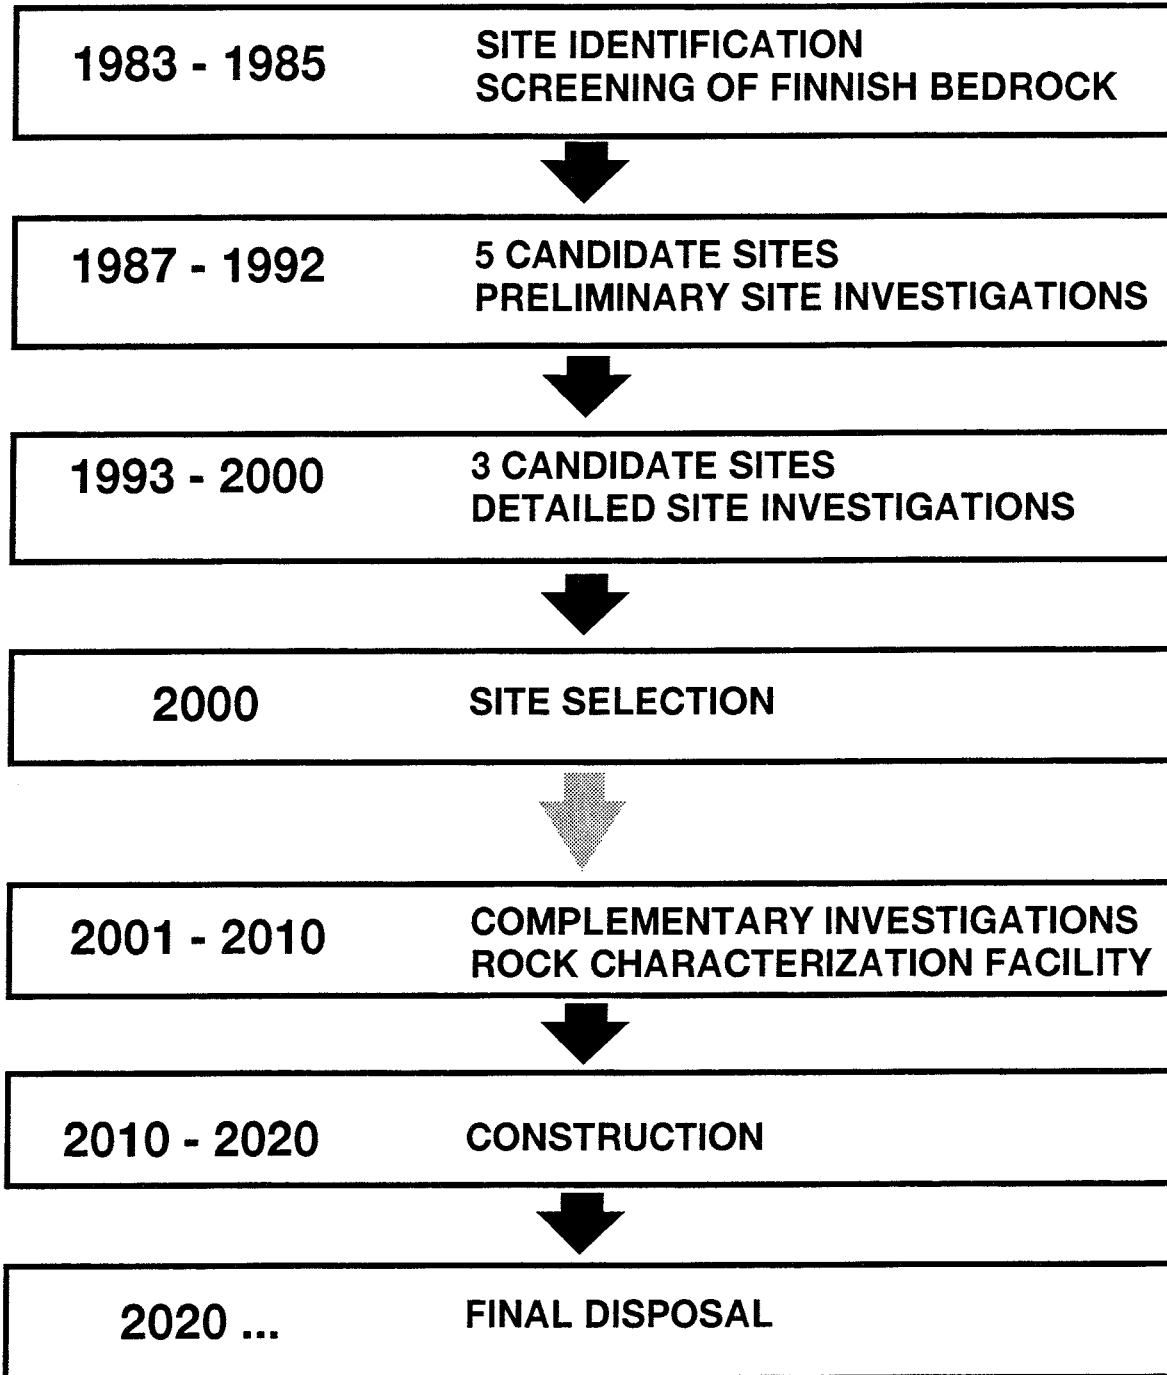 1983 - 1985
SITE IDENTIFICATION
SCREENING OF FINNISH BEDROCK
1987 - 1992
5 CANDIDATE SITES
PRELIMINARY SITE INVESTIGATIONS
1993 - 2000
3 CANDIDATE SITES
DETAILED SITE INVESTIGATIONS
2000
SITE SELECTION
2001 - 2010
COMPLEMENTARY INVESTIGATIONS
ROCK CHARACTERIZATION FACILITY
2010 - 2020
CONSTRUCTION
2020 ...
FINAL DISPOSAL